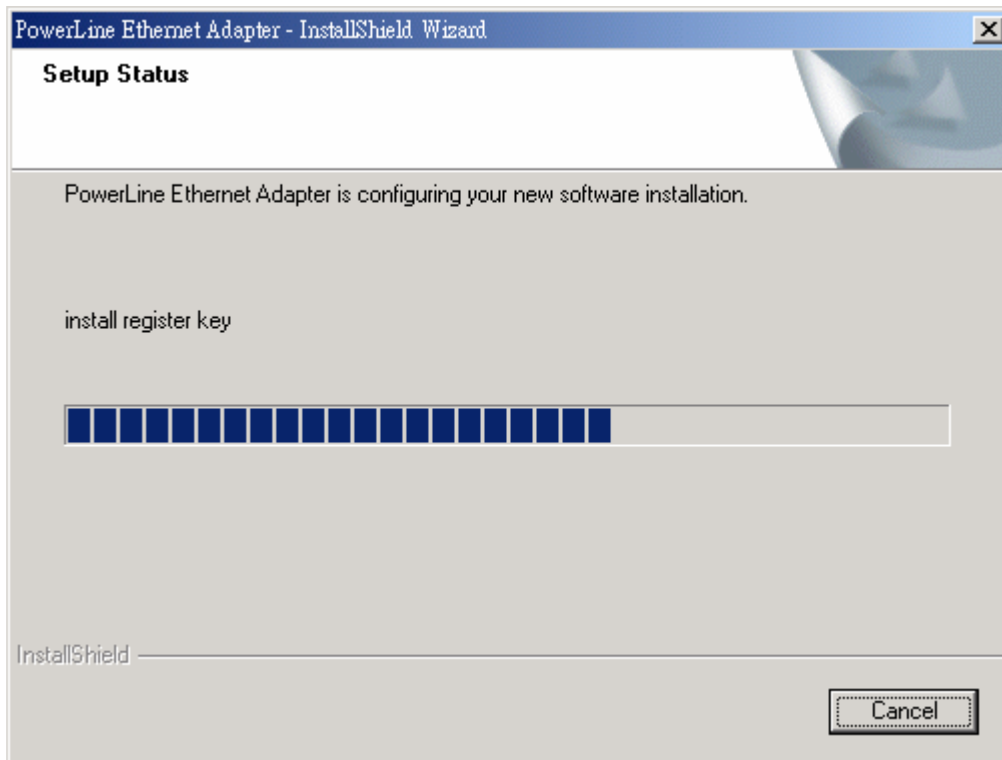 PowerLine Ethernet Adapter - InstallShield Wizard
Setup Status
PowerLine Ethernet Adapter is configuring your new software installation.
install register key
InstallShield
Cancel